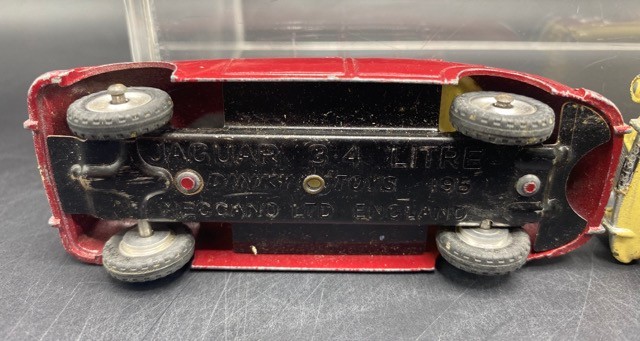 JAGUAR 3·4 LITRE
DINKY TOYS 195
MECCANO LTD ENGLAND